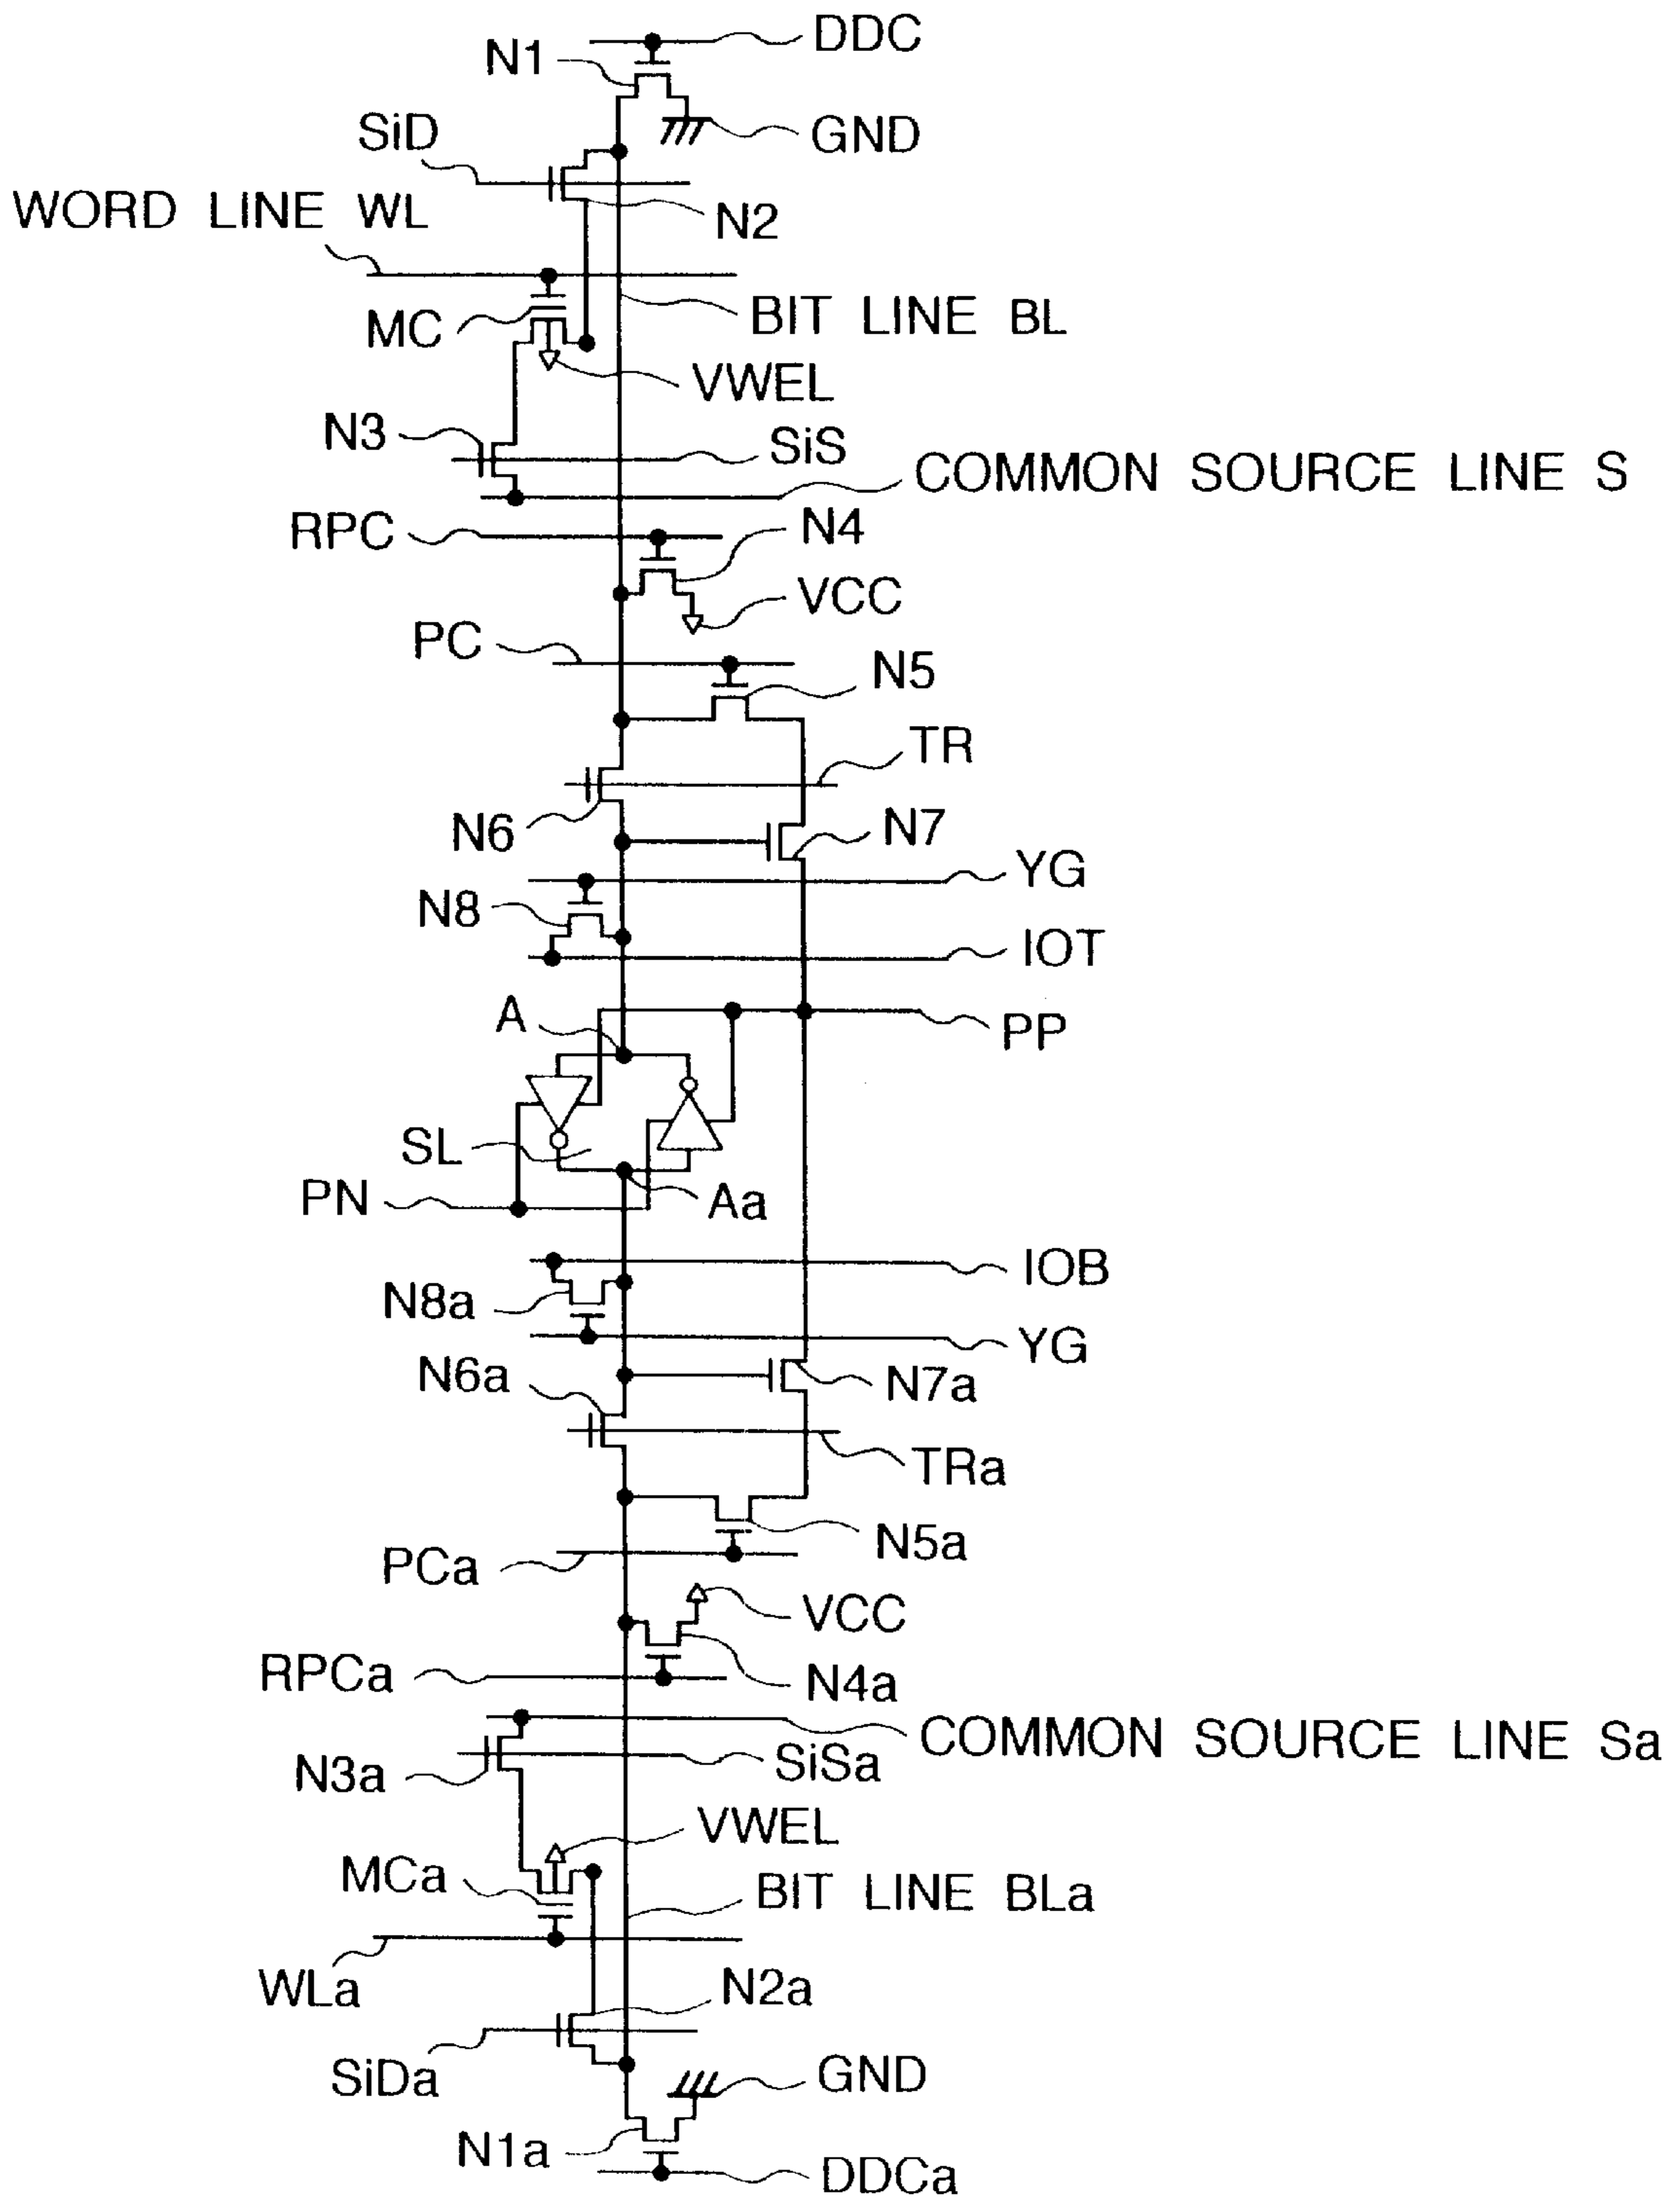 DDC
N1
GND
SiD
N2
WORD LINE WL
BIT LINE BL
MC
VWEL
N3
SiS
COMMON SOURCE LINE S
RPC
N4
VCC
PC
N5
TR
N6
N7
YG
N8
IOT
A
PP
SL
PN
Aa
IOB
N8a
YG
N6a
N7a
TRa
N5a
PCa
VCC
RPCa
N4a
COMMON SOURCE LINE Sa
N3a
SiSa
VWEL
MCa
BIT LINE BLa
WLa
N2a
SiDa
GND
N1a
DDCa